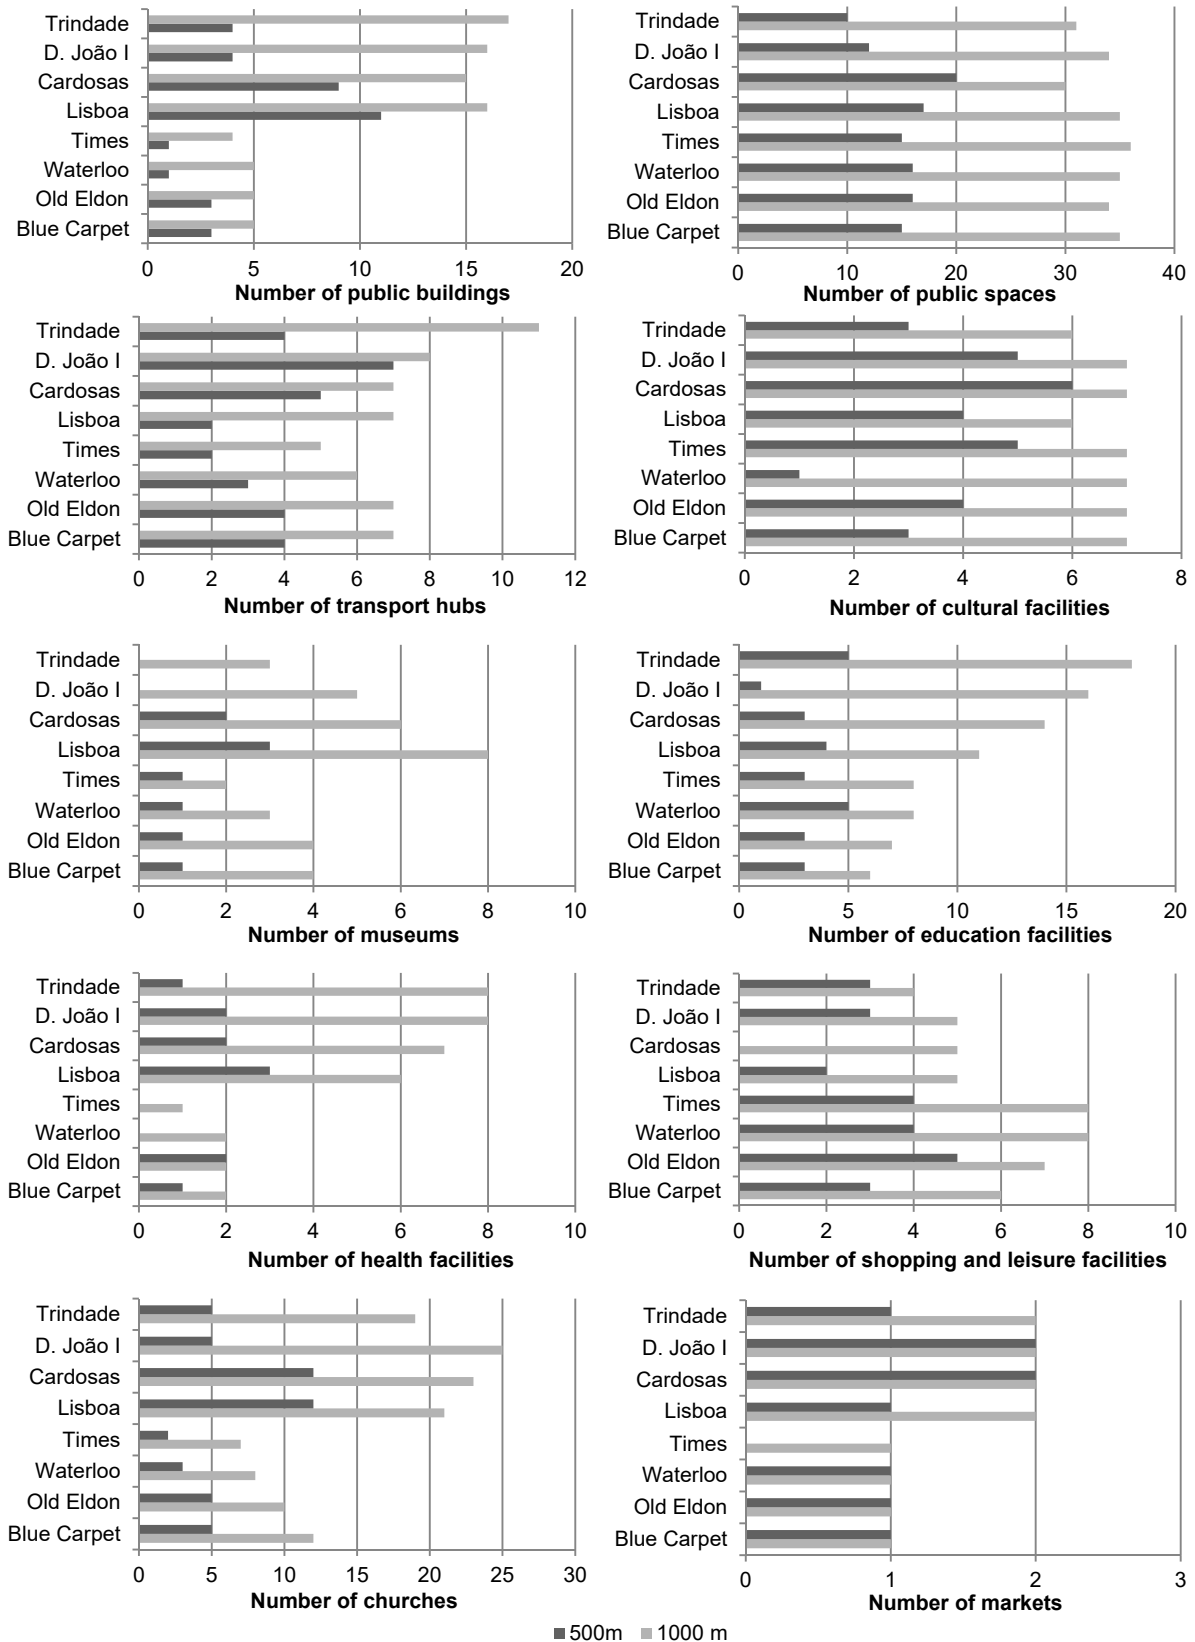 Trindade
D. João I
Cardosas
Lisboa
Times
Waterloo
Old Eldon
Blue Carpet
0 5 10 15 20
Number of public buildings
Trindade
D. João I
Cardosas
Lisboa
Times
Waterloo
Old Eldon
Blue Carpet
0 10 20 30 40
Number of public spaces
Trindade
D. João I
Cardosas
Lisboa
Times
Waterloo
Old Eldon
Blue Carpet
0 2 4 6 8 10 12
Number of transport hubs
Trindade
D. João I
Cardosas
Lisboa
Times
Waterloo
Old Eldon
Blue Carpet
0 2 4 6 8
Number of cultural facilities
Trindade
D. João I
Cardosas
Lisboa
Times
Waterloo
Old Eldon
Blue Carpet
0 2 4 6 8 10
Number of museums
Trindade
D. João I
Cardosas
Lisboa
Times
Waterloo
Old Eldon
Blue Carpet
0 5 10 15 20
Number of education facilities
Trindade
D. João I
Cardosas
Lisboa
Times
Waterloo
Old Eldon
Blue Carpet
0 2 4 6 8 10
Number of health facilities
Trindade
D. João I
Cardosas
Lisboa
Times
Waterloo
Old Eldon
Blue Carpet
0 2 4 6 8 10
Number of shopping and leisure facilities
Trindade
D. João I
Cardosas
Lisboa
Times
Waterloo
Old Eldon
Blue Carpet
0 5 10 15 20 25 30
Number of churches
Trindade
D. João I
Cardosas
Lisboa
Times
Waterloo
Old Eldon
Blue Carpet
0 1 2 3
Number of markets
500m 1000 m